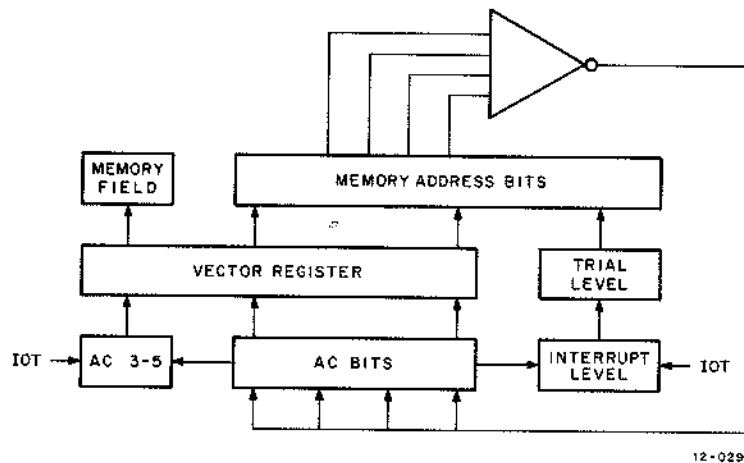 MEMORY
FIELD
MEMORY ADDRESS BITS
VECTOR REGISTER
TRIAL
LEVEL
IOT
AC 3-5
AC BITS
INTERRUPT
LEVEL
IOT
12-029